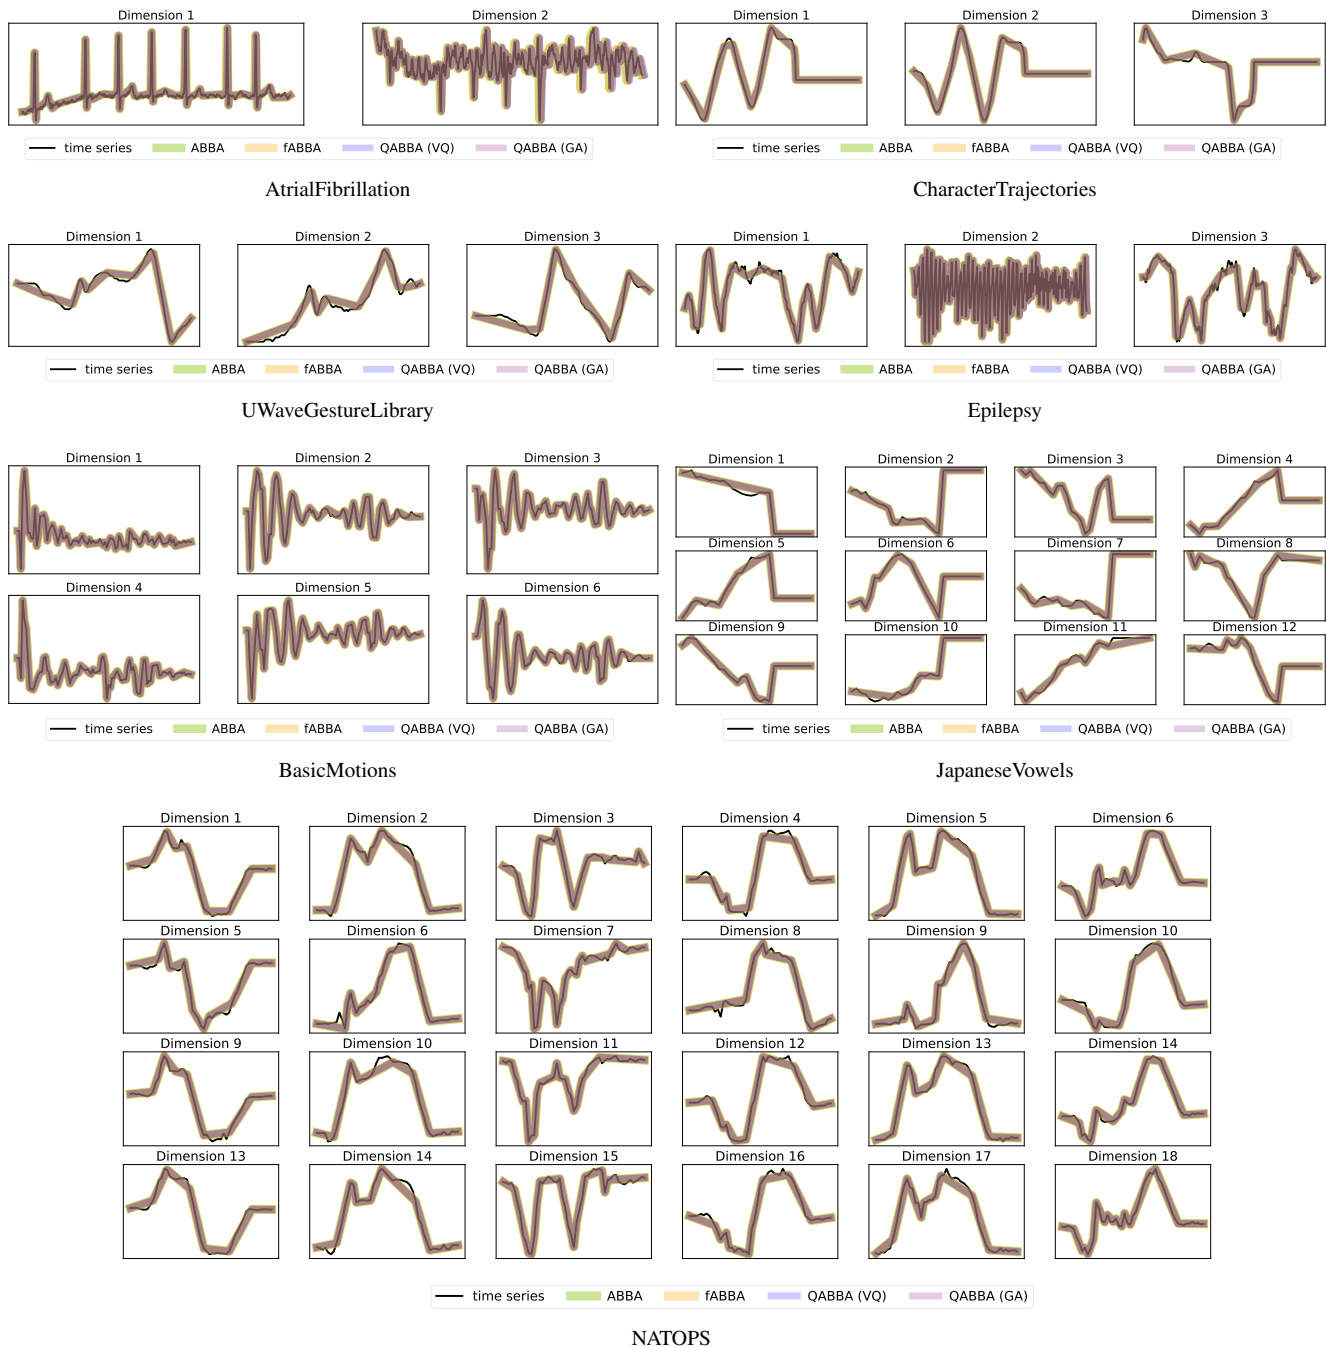 Dimension 1
Dimension 2
time series ABBA fABBA QABBA (VQ) QABBA (GA)
AtrialFibrillation
Dimension 1
Dimension 2
Dimension 3
time series ABBA fABBA QABBA (VQ) QABBA (GA)
CharacterTrajectories
Dimension 1
Dimension 2
Dimension 3
time series ABBA fABBA QABBA (VQ) QABBA (GA)
UWaveGestureLibrary
Dimension 1
Dimension 2
Dimension 3
time series ABBA fABBA QABBA (VQ) QABBA (GA)
Epilepsy
Dimension 1
Dimension 2
Dimension 3
Dimension 4
Dimension 5
Dimension 6
time series ABBA fABBA QABBA (VQ) QABBA (GA)
BasicMotions
Dimension 1
Dimension 2
Dimension 3
Dimension 4
Dimension 5
Dimension 6
Dimension 7
Dimension 8
Dimension 9
Dimension 10
Dimension 11
Dimension 12
time series ABBA fABBA QABBA (VQ) QABBA (GA)
JapaneseVowels
Dimension 1
Dimension 2
Dimension 3
Dimension 4
Dimension 5
Dimension 6
Dimension 5
Dimension 6
Dimension 7
Dimension 8
Dimension 9
Dimension 10
Dimension 9
Dimension 10
Dimension 11
Dimension 12
Dimension 13
Dimension 14
Dimension 13
Dimension 14
Dimension 15
Dimension 16
Dimension 17
Dimension 18
time series ABBA fABBA QABBA (VQ) QABBA (GA)
NATOPS